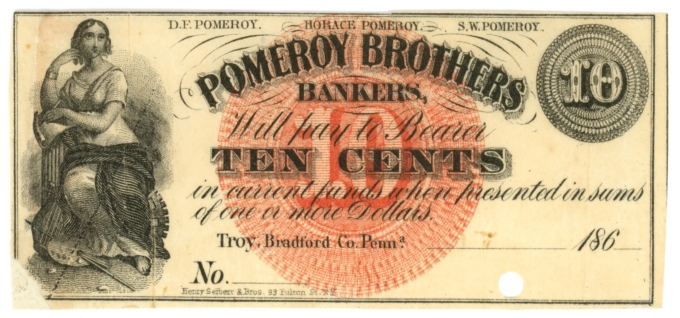 D.F. POMEROY. HORACE POMEROY. S.W. POMEROY.
POMEROY BROTHERS
BANKERS,
10
Will pay to Bearer
10
TEN CENTS
in current funds when presented in sums
of one or more Dollars.
Troy, Bradford Co. Penna. 186
No.
Henry Seibert & Bros. 93 Fulton St. N.Y.